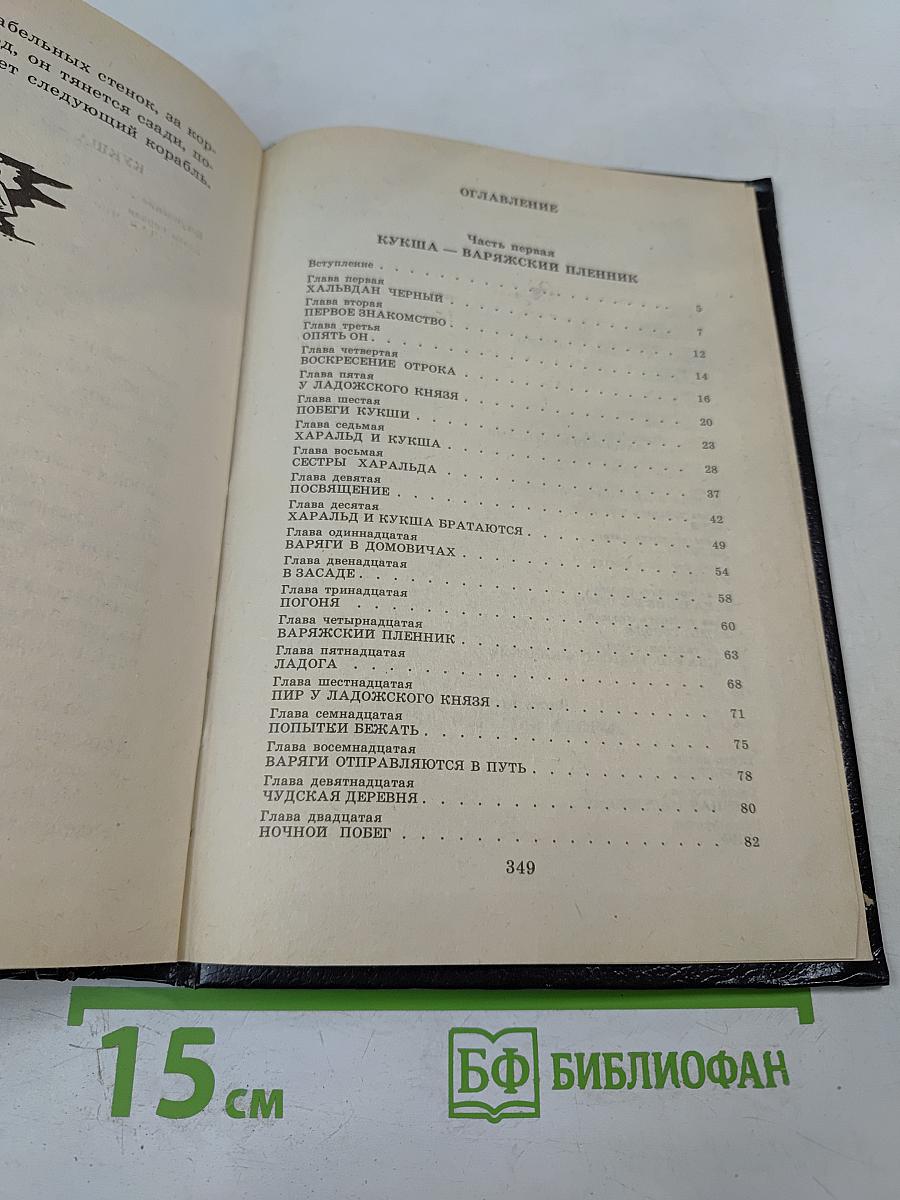 абельных стенок, за кор-
д, он тянется сзади, по-
ет следующий корабль.
ОГЛАВЛЕНИЕ
Часть первая
КУКША — ВАРЯЖСКИЙ ПЛЕННИК
Вступление . . . . . . . . . . 5
Глава первая
ХАЛЬВДАН ЧЕРНЫЙ . . . . . . . . . . 7
Глава вторая
ПЕРВОЕ ЗНАКОМСТВО . . . . . . . . . . 12
Глава третья
ОПЯТЬ ОН . . . . . . . . . . 14
Глава четвертая
ВОСКРЕСЕНИЕ ОТРОКА . . . . . . . . . . 16
Глава пятая
У ЛАДОЖСКОГО КНЯЗЯ . . . . . . . . . . 20
Глава шестая
ПОБЕГИ КУКШИ . . . . . . . . . . 23
Глава седьмая
ХАРАЛЬД И КУКША . . . . . . . . . . 28
Глава восьмая
СЕСТРЫ ХАРАЛЬДА . . . . . . . . . . 37
Глава девятая
ПОСВЯЩЕНИЕ . . . . . . . . . . 42
Глава десятая
ХАРАЛЬД И КУКША БРАТАЮТСЯ . . . . . . . . . . 49
Глава одиннадцатая
ВАРЯГИ В ДОМОВИЧАХ . . . . . . . . . . 54
Глава двенадцатая
В ЗАСАДЕ . . . . . . . . . . 58
Глава тринадцатая
ПОГОНЯ . . . . . . . . . . 60
Глава четырнадцатая
ВАРЯЖСКИЙ ПЛЕННИК . . . . . . . . . . 63
Глава пятнадцатая
ЛАДОГА . . . . . . . . . . 68
Глава шестнадцатая
ПИР У ЛАДОЖСКОГО КНЯЗЯ . . . . . . . . . . 71
Глава семнадцатая
ПОПЫТКИ БЕЖАТЬ . . . . . . . . . . 75
Глава восемнадцатая
ВАРЯГИ ОТПРАВЛЯЮТСЯ В ПУТЬ . . . . . . . . . . 78
Глава девятнадцатая
ЧУДСКАЯ ДЕРЕВНЯ . . . . . . . . . . 80
Глава двадцатая
НОЧНОЙ ПОБЕГ . . . . . . . . . . 82
349
15 см
БФ БИБЛИОФАН